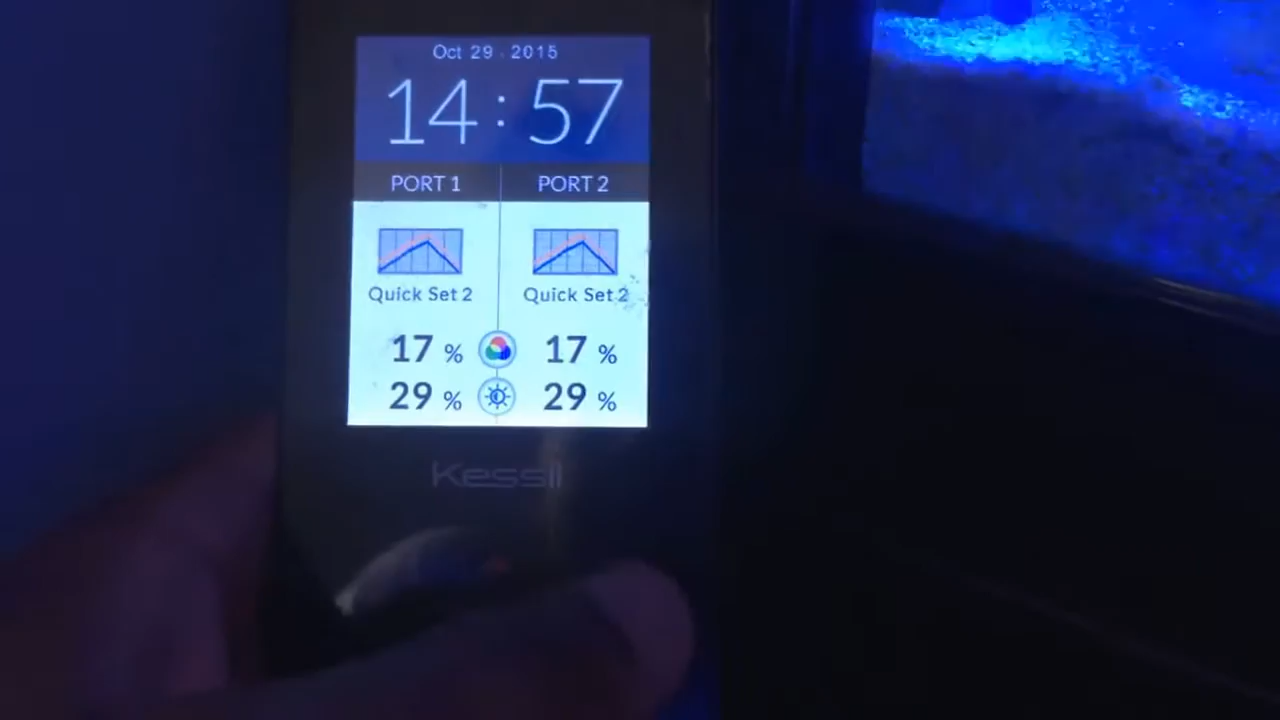 Oct 29 . 2015
14 : 57
PORT 1 PORT 2
Quick Set 2 Quick Set 2
17 % 17 %
29 % 29 %
Kessil